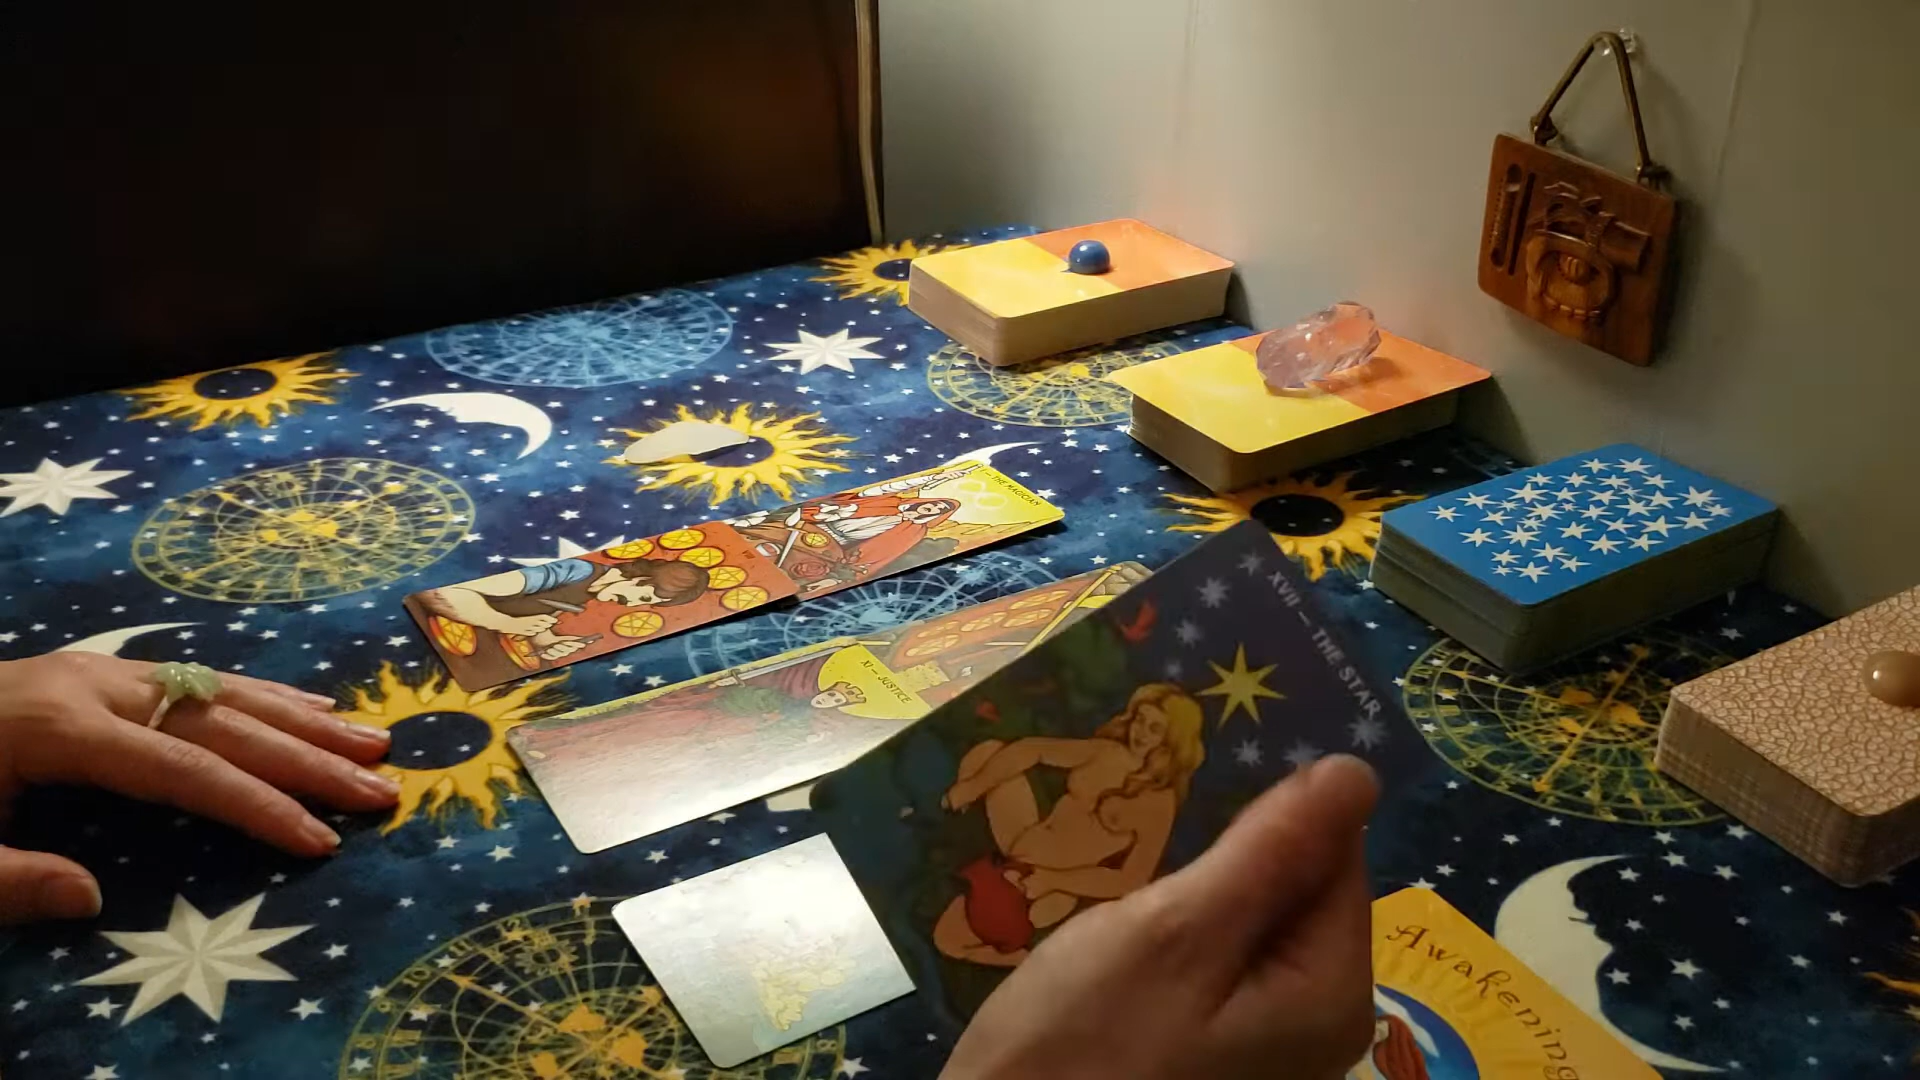 I — THE MAGICIAN
XI — JUSTICE
XVII — THE STAR
Awakening